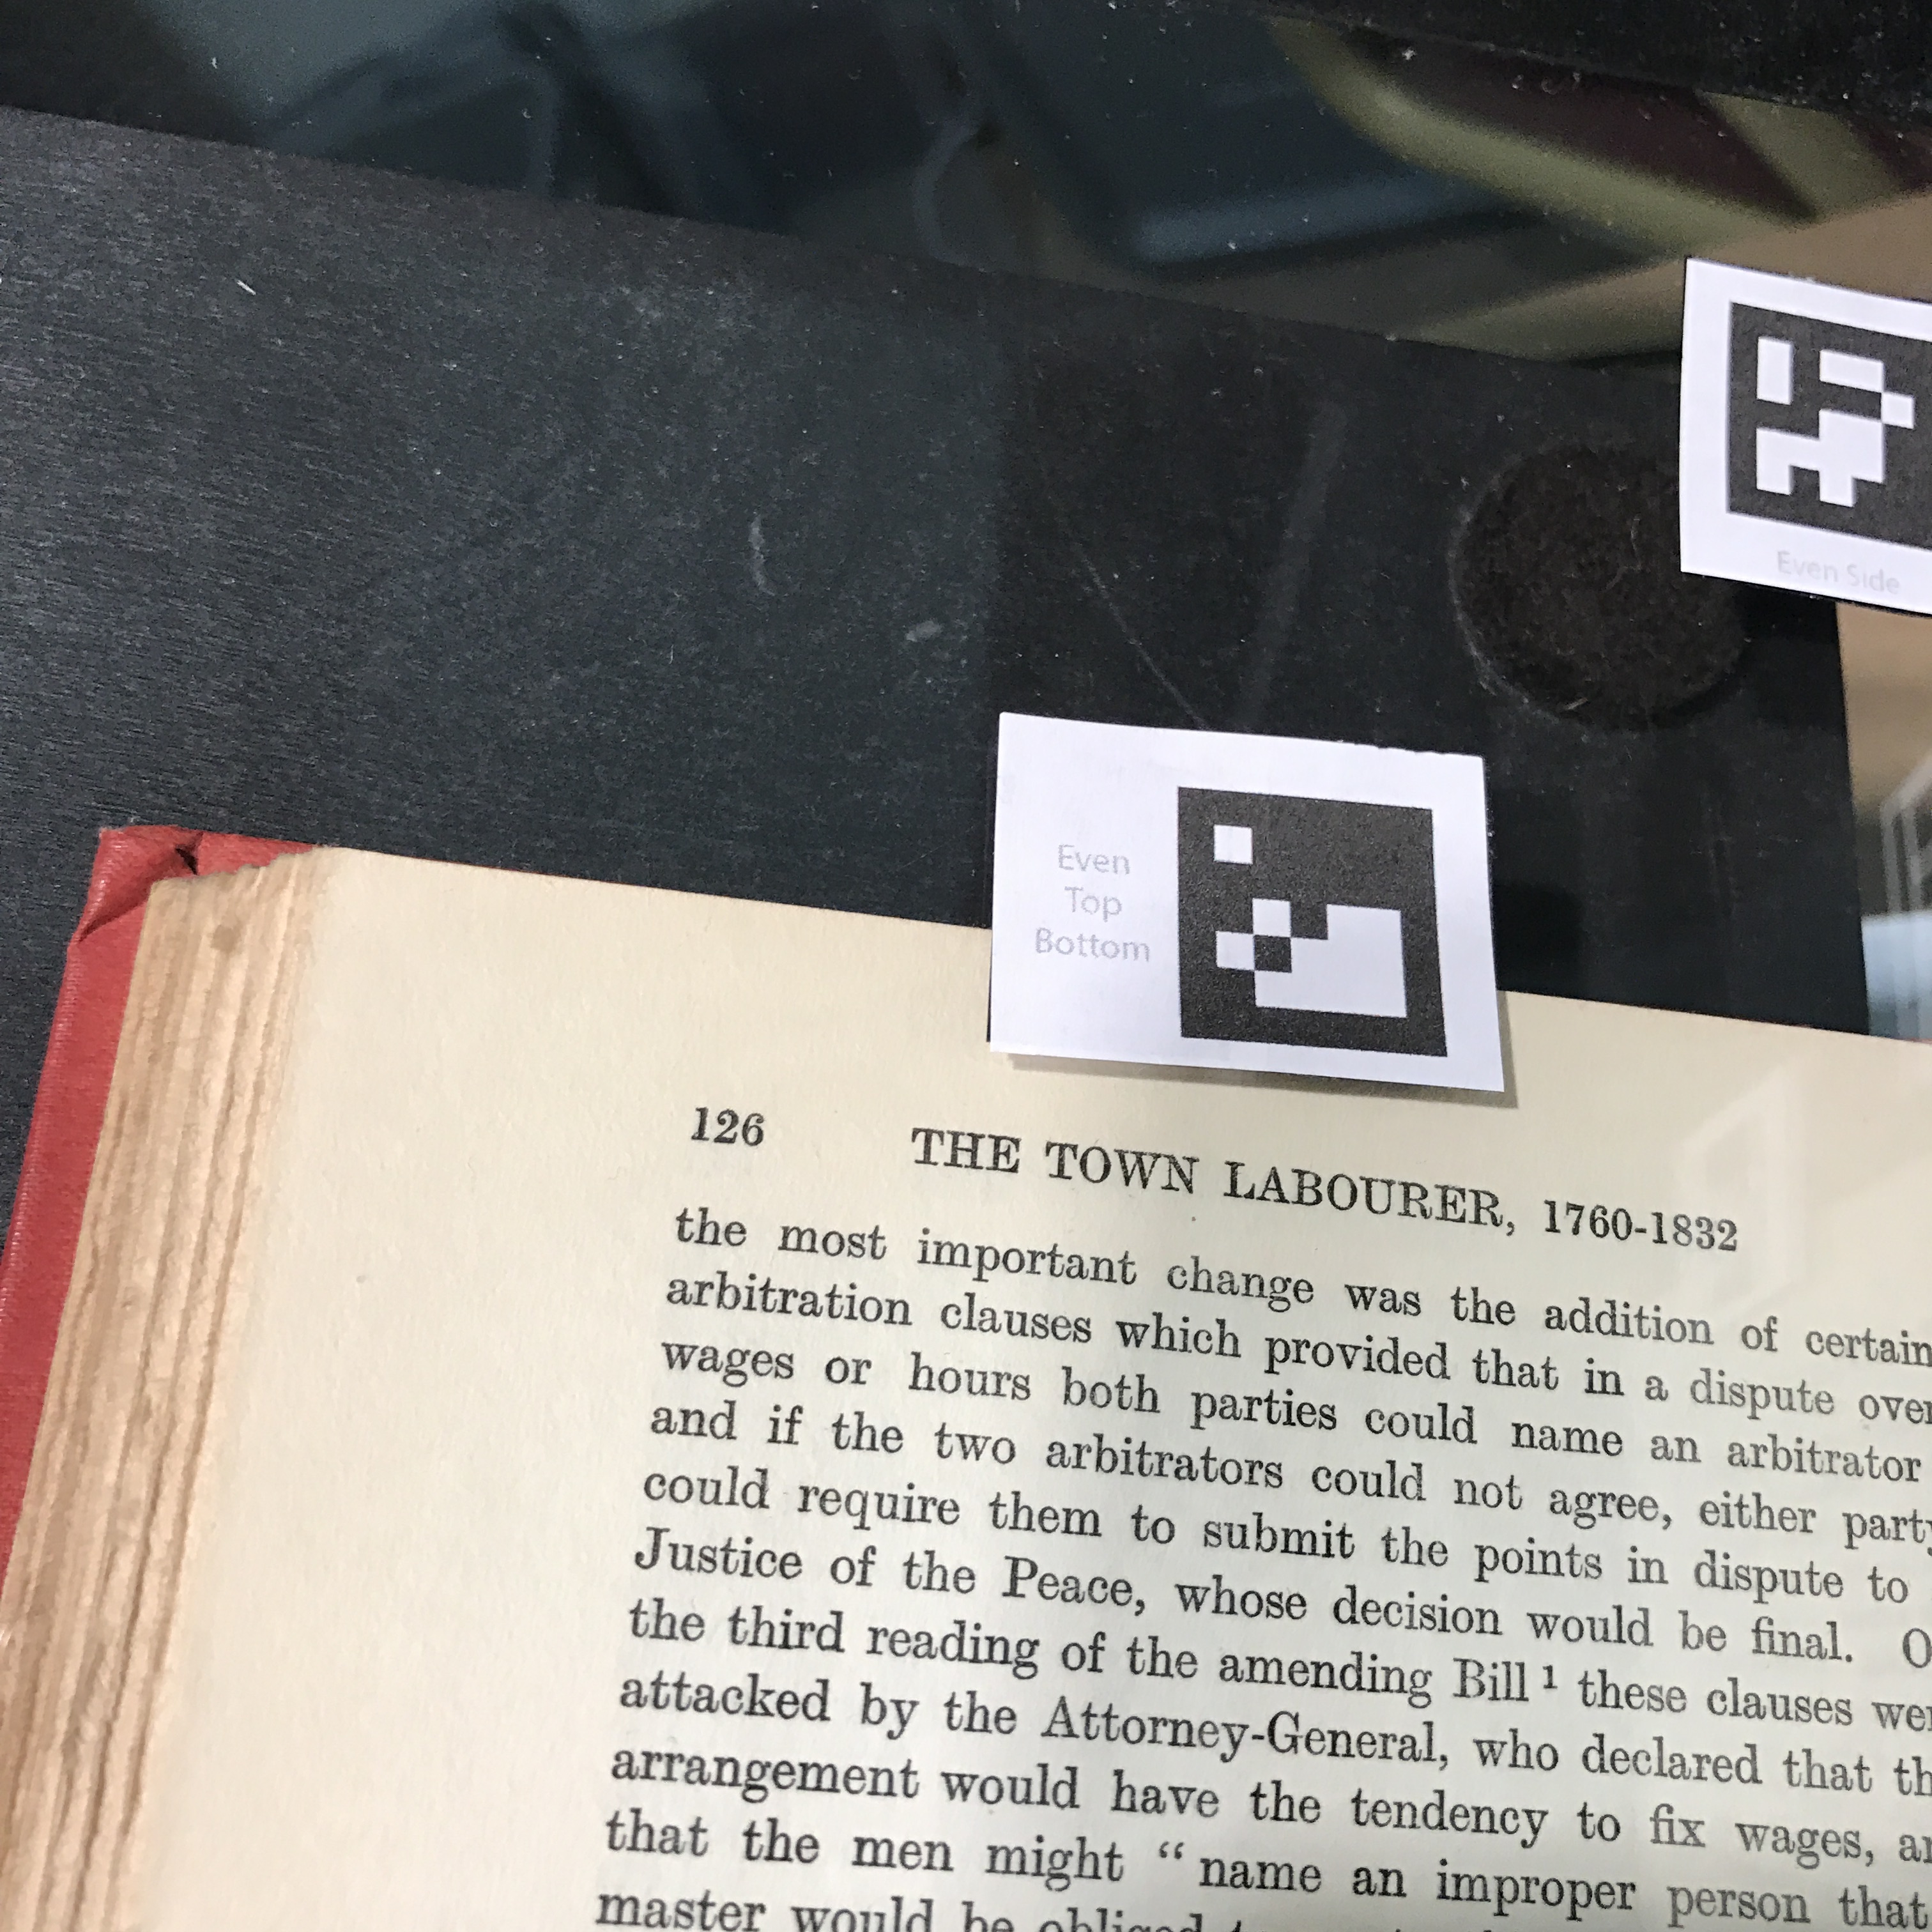 Even Side
Even
Top
Bottom
126 THE TOWN LABOURER, 1760-1832
the most important change was the addition of certain
arbitration clauses which provided that in a dispute over
wages or hours both parties could name an arbitrator
and if the two arbitrators could not agree, either party
could require them to submit the points in dispute to
Justice of the Peace, whose decision would be final.
the third reading of the amending Bill ¹ these clauses
attacked by the Attorney-General, who declared that
arrangement would have the tendency to fix wages,
that the men might “ name an improper person that
master would be